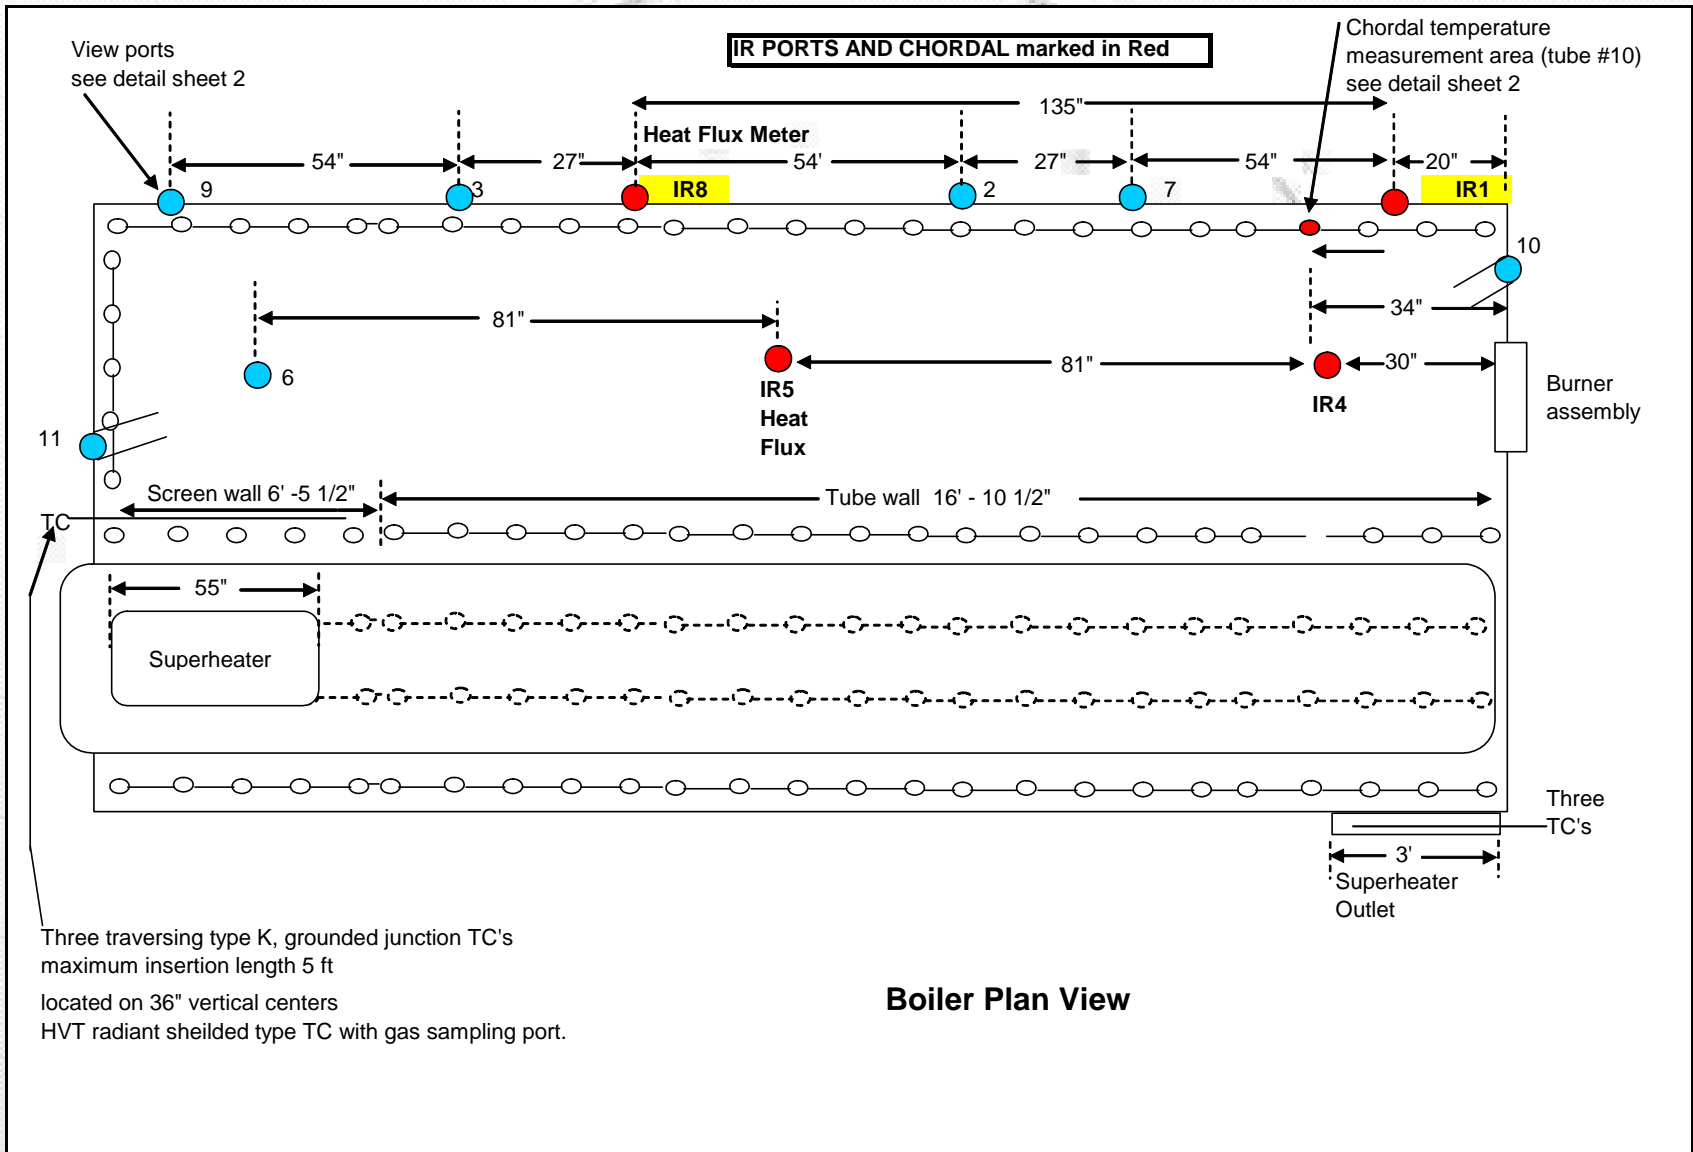 View ports
see detail sheet 2
IR PORTS AND CHORDAL marked in Red
Chordal temperature
measurement area (tube #10)
see detail sheet 2
135"
Heat Flux Meter
54"
27"
54'
27"
54"
20"
9
3
IR8
2
7
IR1
10
34"
81"
81"
30"
6
IR5
Heat
Flux
IR4
Burner
assembly
11
Screen wall 6' -5 1/2"
Tube wall 16' - 10 1/2"
TC
55"
Superheater
Three
TC's
3'
Superheater
Outlet
Three traversing type K, grounded junction TC's
maximum insertion length 5 ft
located on 36" vertical centers
HVT radiant sheilded type TC with gas sampling port.
Boiler Plan View